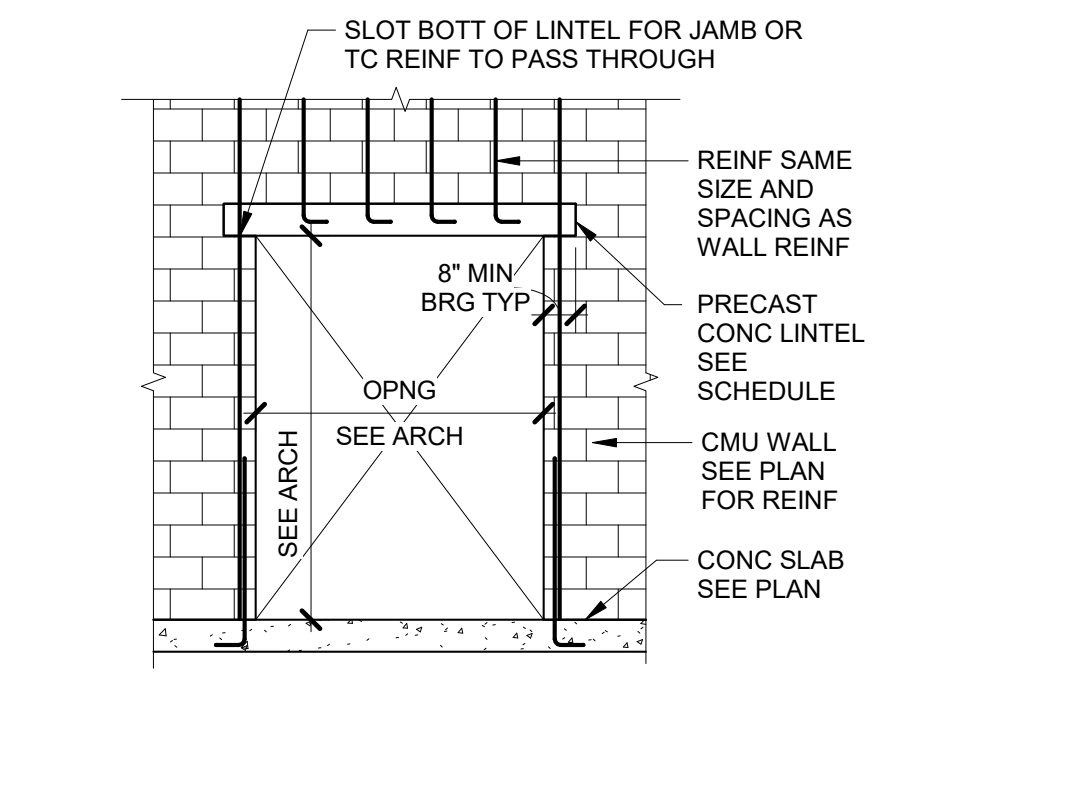 SLOT BOTT OF LINTEL FOR JAMB OR
TC REINF TO PASS THROUGH
REINF SAME
SIZE AND
SPACING AS
WALL REINF
8" MIN
BRG TYP
PRECAST
CONC LINTEL
SEE
SCHEDULE
OPNG
SEE ARCH
SEE ARCH
CMU WALL
SEE PLAN
FOR REINF
CONC SLAB
SEE PLAN